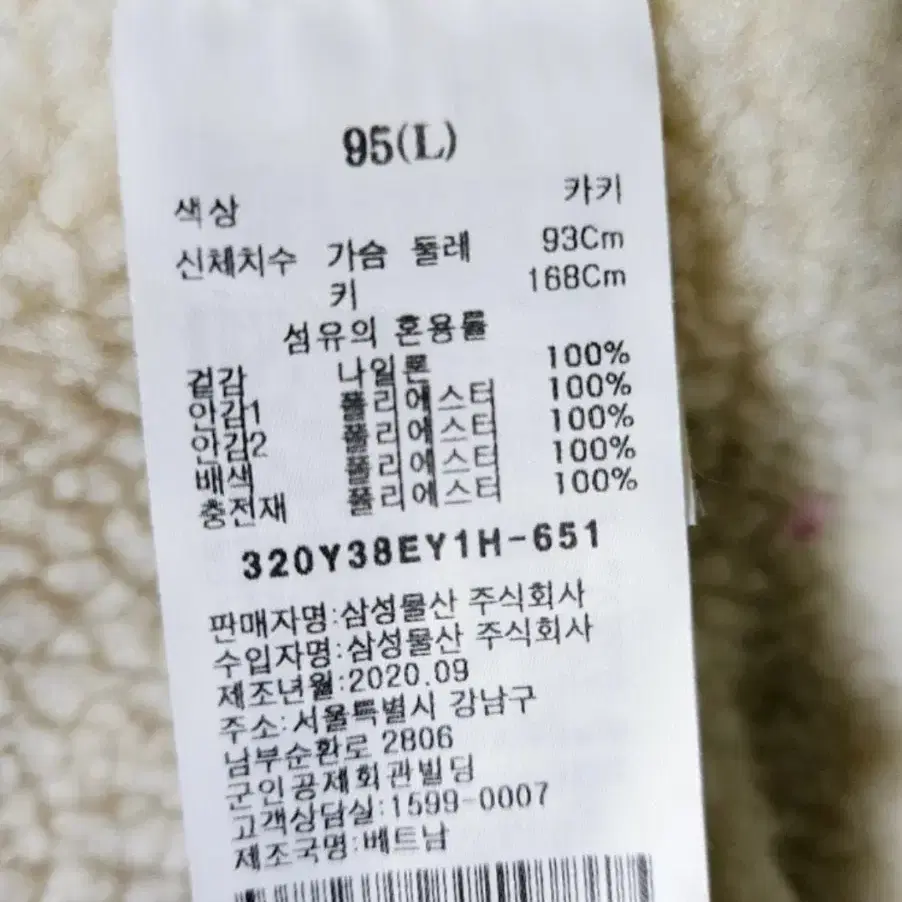 95(L)
색상 카키
신체치수 가슴 둘레 93Cm
키 168Cm
섬유의 혼용률
겉감 나일론 100%
안감1 폴리에스터 100%
안감2 폴리에스터 100%
배색 폴리에스터 100%
충전재 폴리에스터 100%
320Y38EY1H-651
판매자명:삼성물산 주식회사
수입자명:삼성물산 주식회사
제조년월:2020.09
주소:서울특별시 강남구
남부순환로 2806
군인공제회관빌딩
고객상담실:1599-0007
제조국명:베트남